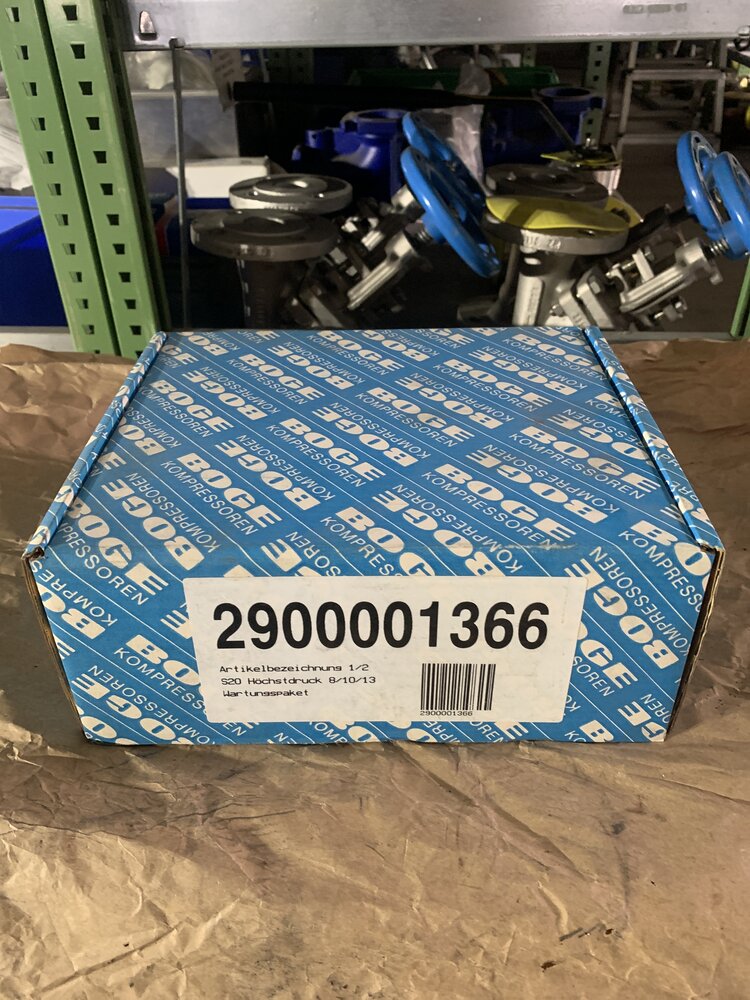 BOGE
KOMPRESSOREN
2900001366
Artikelbezeichnung 1/2
S20 Höchstdruck 8/10/13
Wartungspaket
2900001366